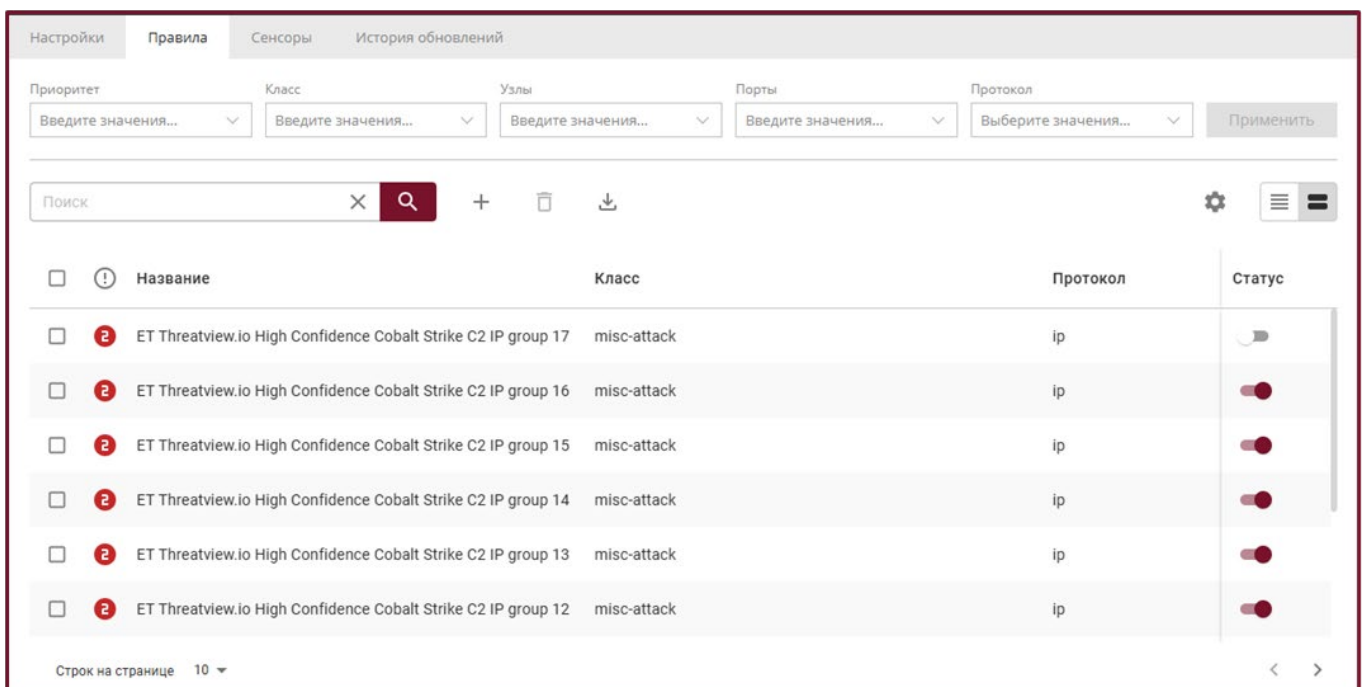 Настройки Правила Сенсоры История обновлений
Приоритет Класс Узлы Порты Протокол
Введите значения... Введите значения... Введите значения... Введите значения... Выберите значения... Применить
Поиск
Название Класс Протокол Статус
2 ET Threatview.io High Confidence Cobalt Strike C2 IP group 17 misc-attack ip
2 ET Threatview.io High Confidence Cobalt Strike C2 IP group 16 misc-attack ip
2 ET Threatview.io High Confidence Cobalt Strike C2 IP group 15 misc-attack ip
2 ET Threatview.io High Confidence Cobalt Strike C2 IP group 14 misc-attack ip
2 ET Threatview.io High Confidence Cobalt Strike C2 IP group 13 misc-attack ip
2 ET Threatview.io High Confidence Cobalt Strike C2 IP group 12 misc-attack ip
Строк на странице 10